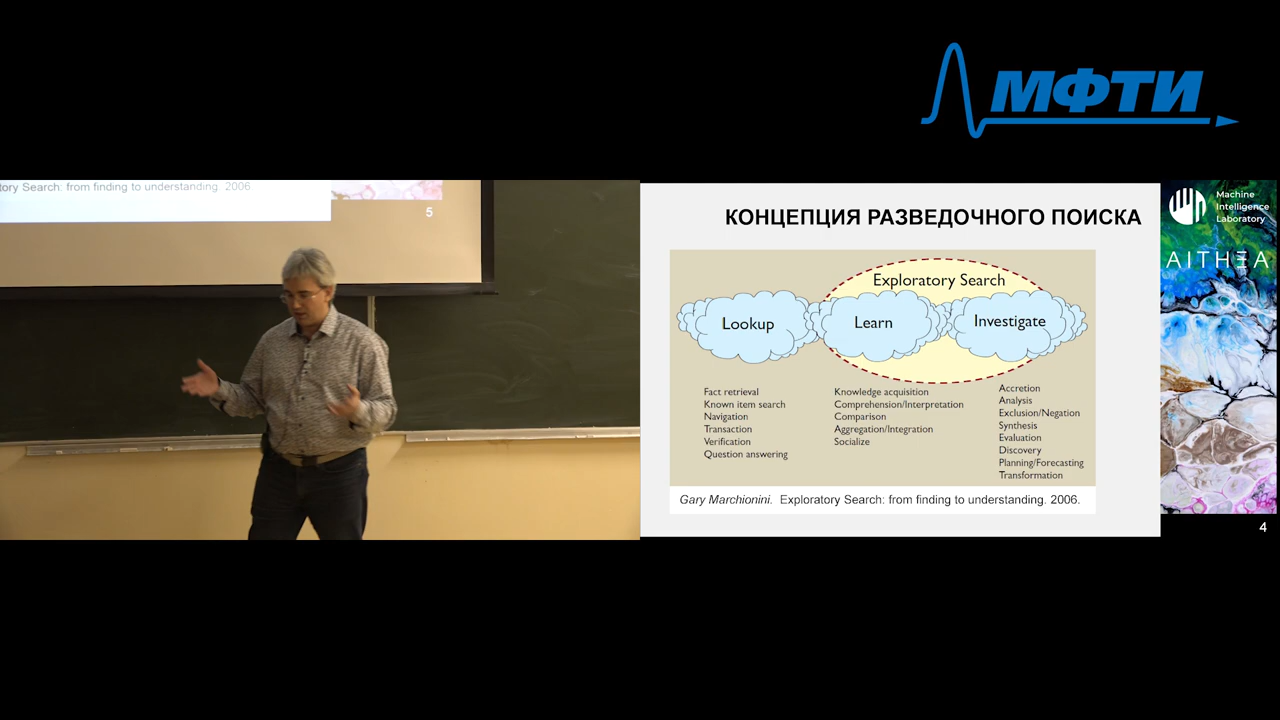 МФТИ
tory Search: from finding to understanding. 2006.
5
КОНЦЕПЦИЯ РАЗВЕДОЧНОГО ПОИСКА
Exploratory Search
Lookup
Learn
Investigate
Fact retrieval
Known item search
Navigation
Transaction
Verification
Question answering
Knowledge acquisition
Comprehension/Interpretation
Comparison
Aggregation/Integration
Socialize
Accretion
Analysis
Exclusion/Negation
Synthesis
Evaluation
Discovery
Planning/Forecasting
Transformation
Gary Marchionini. Exploratory Search: from finding to understanding. 2006.
Machine
Intelligence
Laboratory
AITHEA
4